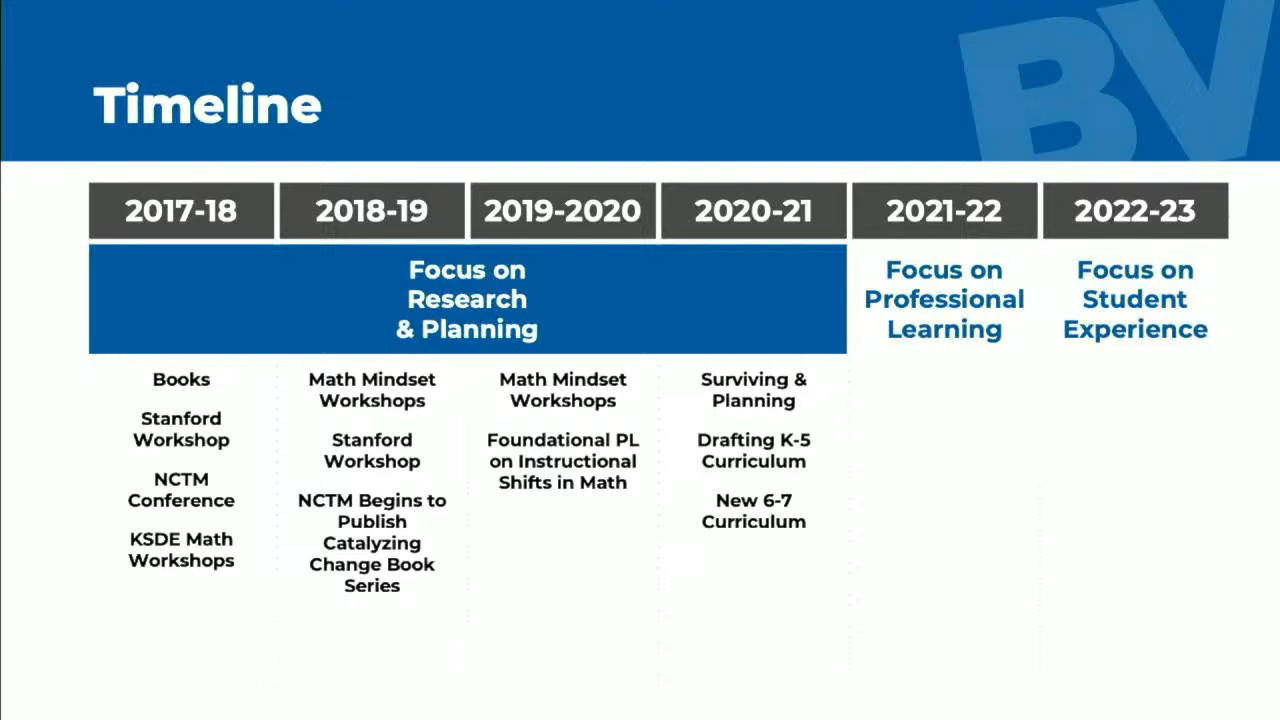 BV
Timeline
2017-18
2018-19
2019-2020
2020-21
2021-22
2022-23
Focus on
Research
& Planning
Focus on
Professional
Learning
Focus on
Student
Experience
Books
Stanford
Workshop
NCTM
Conference
KSDE Math
Workshops
Math Mindset
Workshops
Stanford
Workshop
NCTM Begins to
Publish
Catalyzing
Change Book
Series
Math Mindset
Workshops
Foundational PL
on Instructional
Shifts in Math
Surviving &
Planning
Drafting K-5
Curriculum
New 6-7
Curriculum